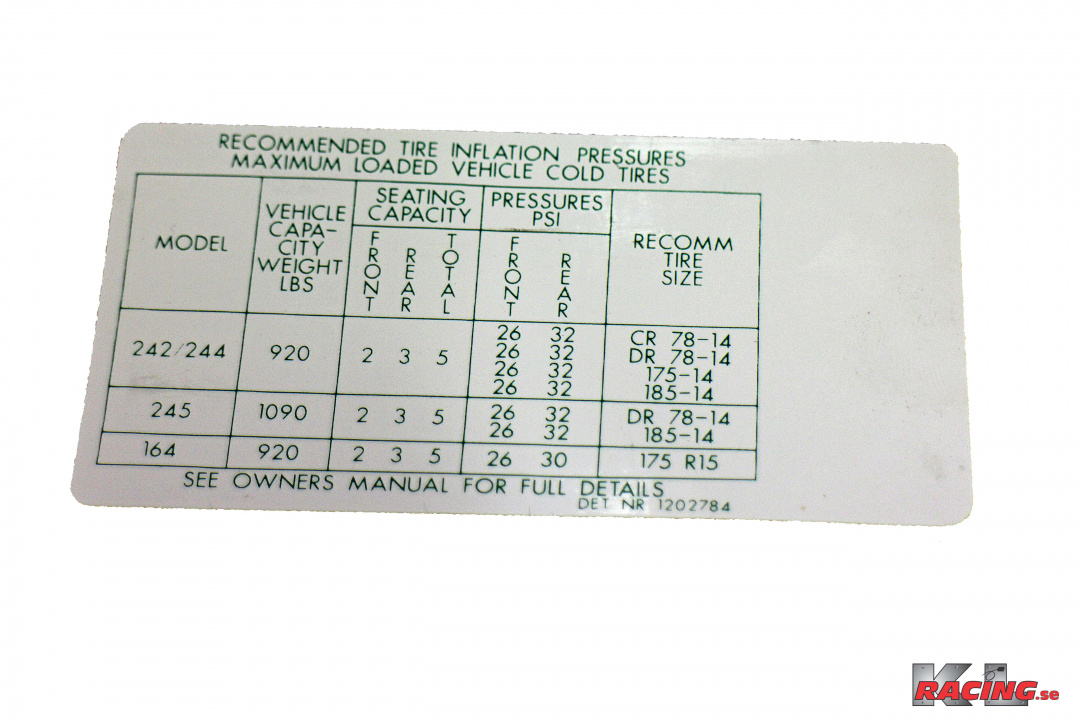 RECOMMENDED TIRE INFLATION PRESSURES
MAXIMUM LOADED VEHICLE COLD TIRES
MODEL
VEHICLE
CAPA-
CITY
WEIGHT
LBS
SEATING
CAPACITY
FRONT
REAR
TOTAL
PRESSURES
PSI
FRONT
REAR
RECOMM
TIRE
SIZE
242/244 920 2 3 5 26 32 CR 78-14
26 32 DR 78-14
26 32 175-14
26 32 185-14
245 1090 2 3 5 26 32 DR 78-14
26 32 185-14
164 920 2 3 5 26 30 175 R15
SEE OWNERS MANUAL FOR FULL DETAILS
DET NR 1202784
KL
RACING.se